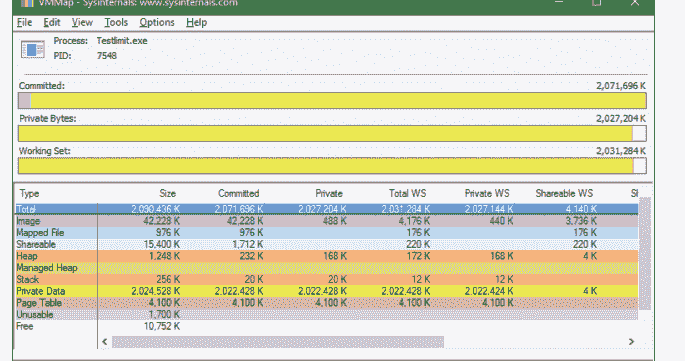 VMMap - Sysinternals: www.sysinternals.com
File Edit View Tools Options Help
Process: Testlimit.exe
PID: 7548
Committed: 2,071,696 K
Private Bytes: 2,027,204 K
Working Set: 2,031,284 K
Type Size Committed Private Total WS Private WS Shareable WS Sl
Total 2,090,436 K 2,071,696 K 2,027,204 K 2,031,284 K 2,027,144 K 4,140 K
Image 42,228 K 42,228 K 488 K 4,176 K 440 K 3,736 K
Mapped File 976 K 976 K 176 K 176 K
Shareable 15,400 K 1,712 K 220 K 220 K
Heap 1,248 K 232 K 168 K 172 K 168 K 4 K
Managed Heap
Stack 256 K 20 K 20 K 12 K 12 K
Private Data 2,024,528 K 2,022,428 K 2,022,428 K 2,022,428 K 2,022,424 K 4 K
Page Table 4,100 K 4,100 K 4,100 K 4,100 K 4,100 K
Unusable 1,700 K
Free 10,752 K